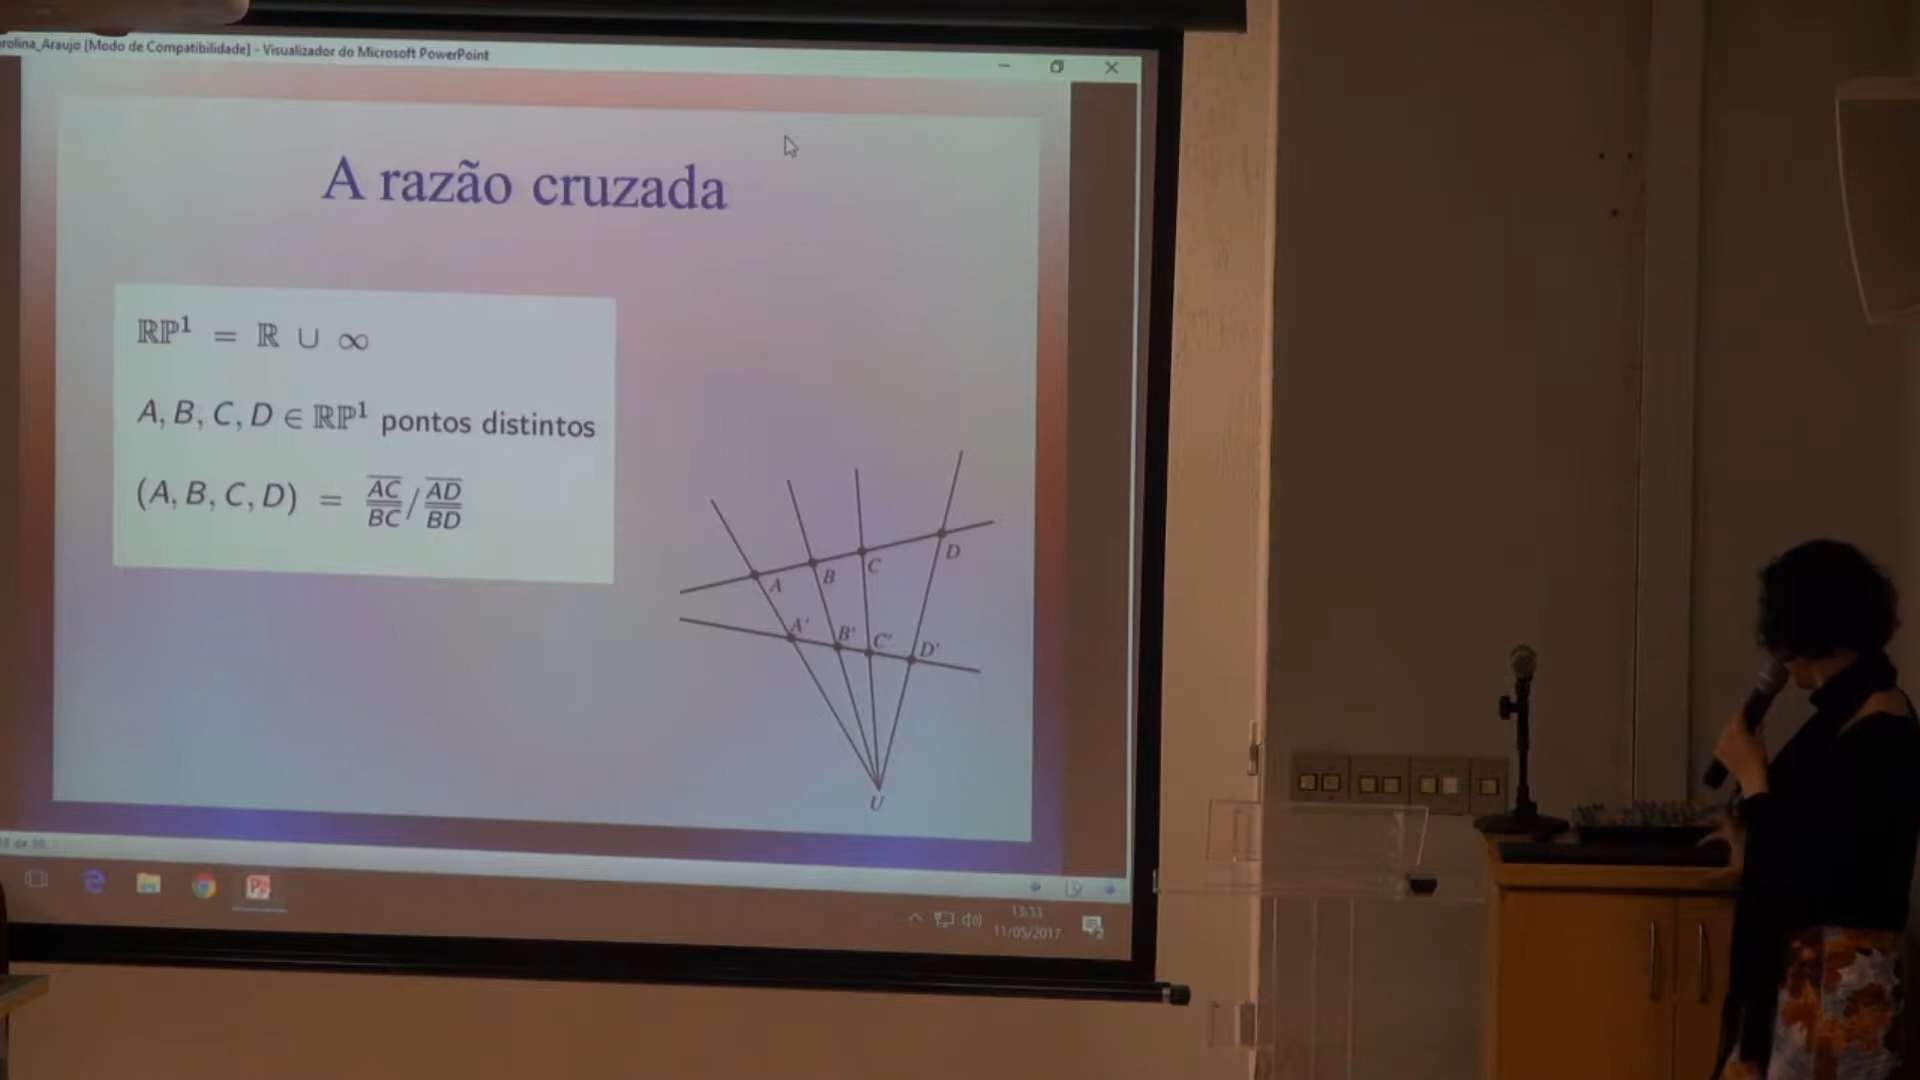 rolina_Araujo [Modo de Compatibilidade] - Visualizador do Microsoft PowerPoint
A razão cruzada
ℝℙ¹ = ℝ ∪ ∞
A, B, C, D ∈ ℝℙ¹ pontos distintos
(A, B, C, D) = AC/BC / AD/BD
D
C
B
A
A'
B'
C'
D'
U
13:33
11/05/2017